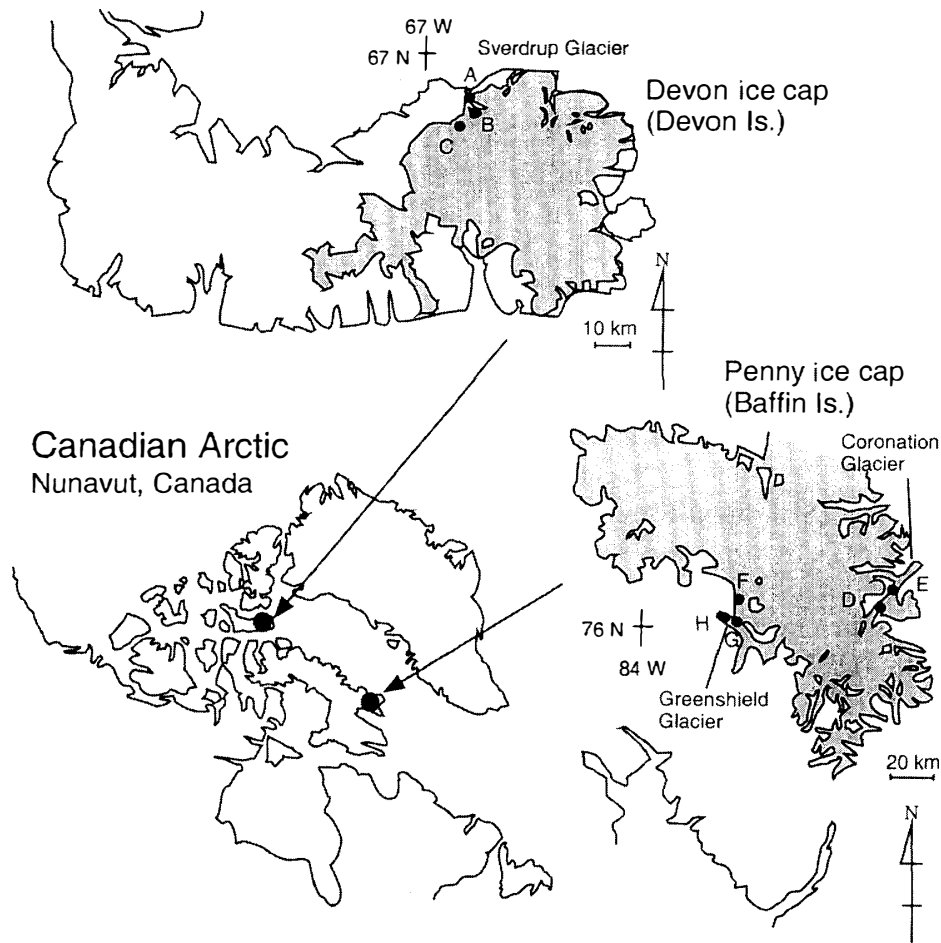 67 W
67 N
Sverdrup Glacier
A
B
C
Devon ice cap
(Devon Is.)
N
10 km
Penny ice cap
(Baffin Is.)
Coronation
Glacier
Canadian Arctic
Nunavut, Canada
F
E
D
H
G
76 N
84 W
Greenshield
Glacier
20 km
N